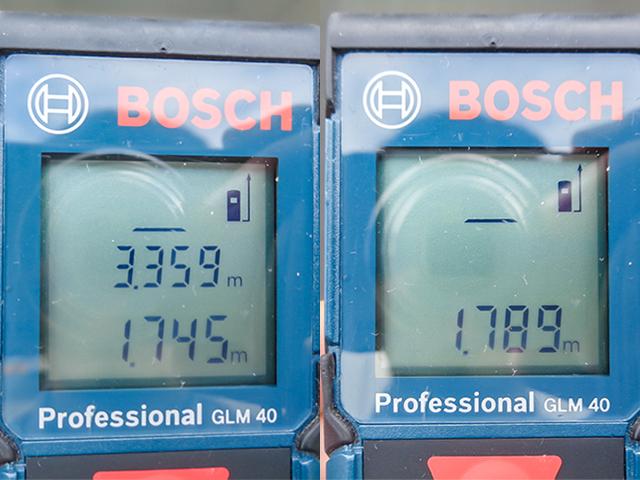 BOSCH
3.359 m
1.745 m
Professional GLM 40
BOSCH
1.789 m
Professional GLM 40